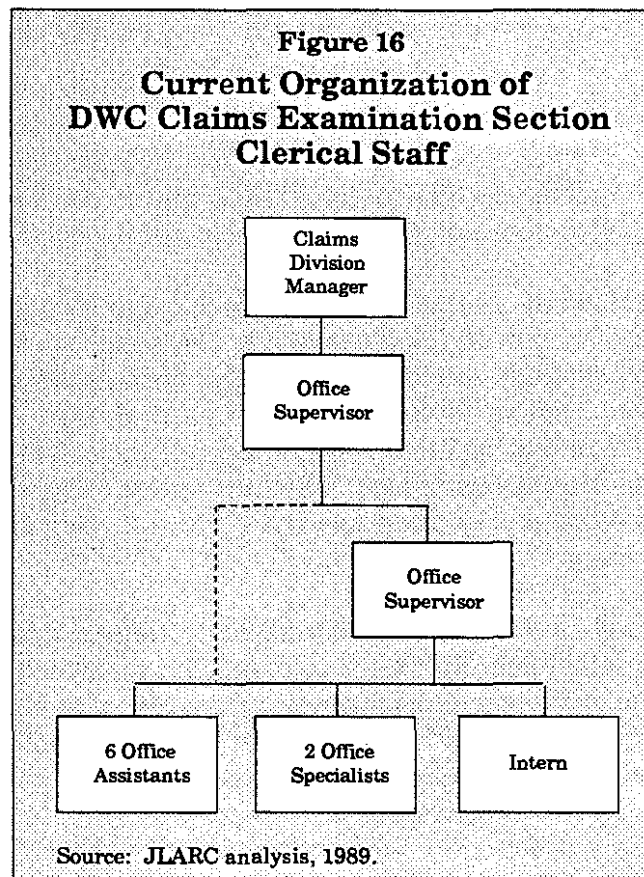 Figure 16
Current Organization of
DWC Claims Examination Section
Clerical Staff
Claims
Division
Manager
Office
Supervisor
Office
Supervisor
6 Office
Assistants
2 Office
Specialists
Intern
Source: JLARC analysis, 1989.